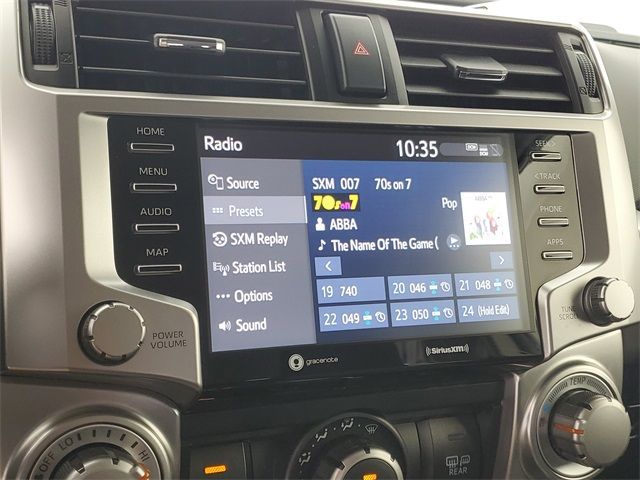 HOME
MENU
AUDIO
MAP
POWER
VOLUME
Radio
10:35
DCM
Source
Presets
SXM Replay
Station List
Options
Sound
SXM 007 70s on 7
70s on 7
Pop
ABBA
The Name Of The Game (
19 740
20 046
21 048
22 049
23 050
24 (Hold Edit)
gracenote
SiriusXM
SEEK>
<TRACK
PHONE
APPS
TUNE
SCROLL
OFF LO HI
TEMP
REAR